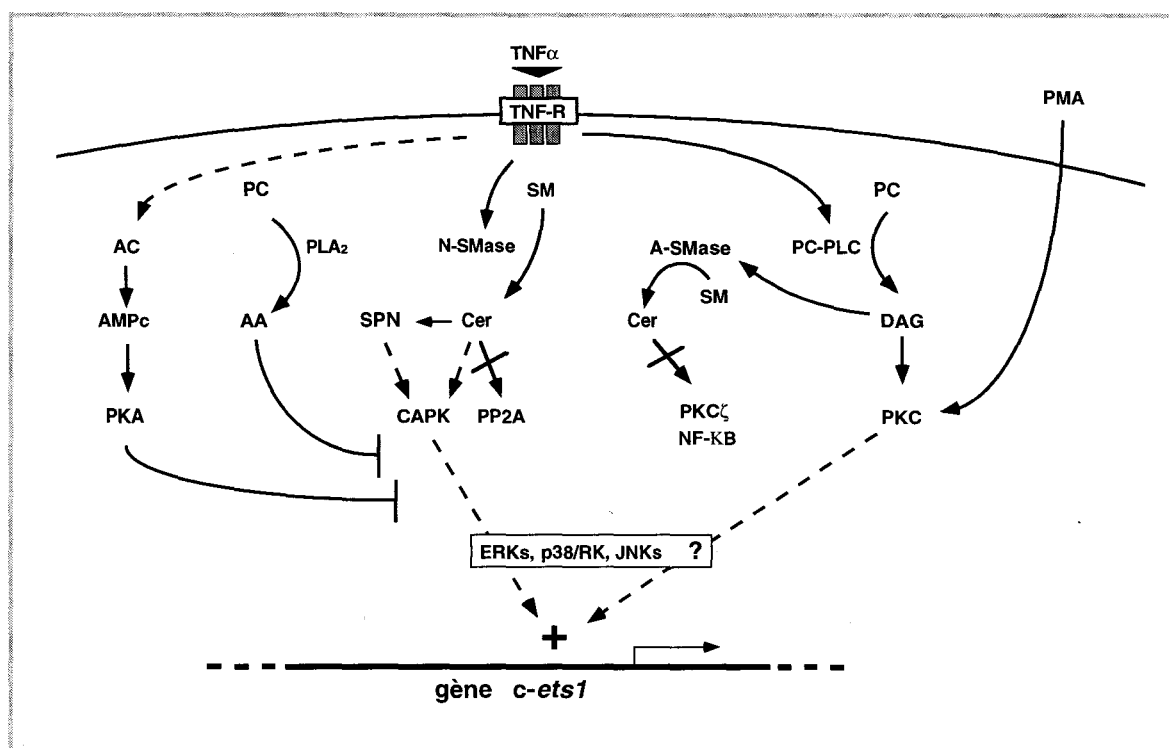 TNFα
TNF-R
PMA
PC
SM
PC
AC
PLA₂
N-SMase
A-SMase
PC-PLC
SM
AMPc
AA
SPN
Cer
Cer
DAG
PKA
CAPK
PP2A
PKCζ
NF-κB
PKC
ERKs, p38/RK, JNKs ?
+
gène c-ets1